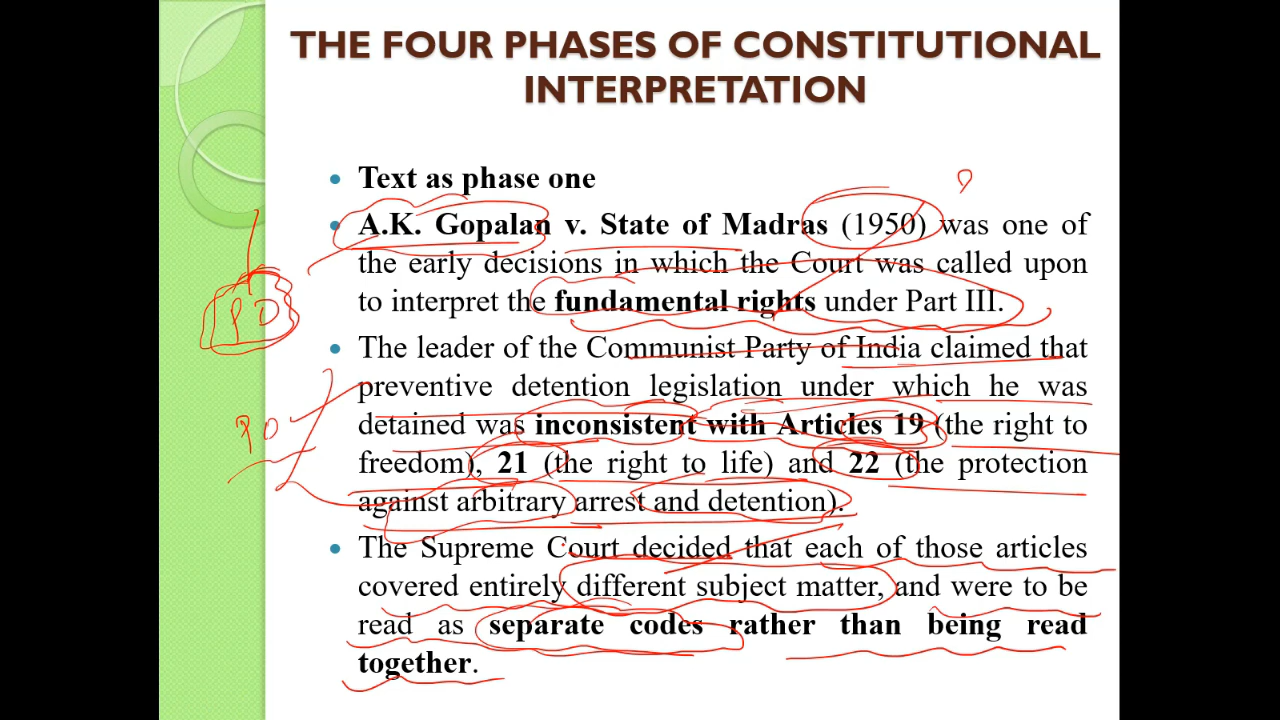 THE FOUR PHASES OF CONSTITUTIONAL
INTERPRETATION
Text as phase one
A.K. Gopalan v. State of Madras (1950) was one of
the early decisions in which the Court was called upon
to interpret the fundamental rights under Part III.
The leader of the Communist Party of India claimed that
preventive detention legislation under which he was
detained was inconsistent with Articles 19 (the right to
freedom), 21 (the right to life) and 22 (the protection
against arbitrary arrest and detention).
The Supreme Court decided that each of those articles
covered entirely different subject matter, and were to be
read as separate codes rather than being read
together.
PD
PD